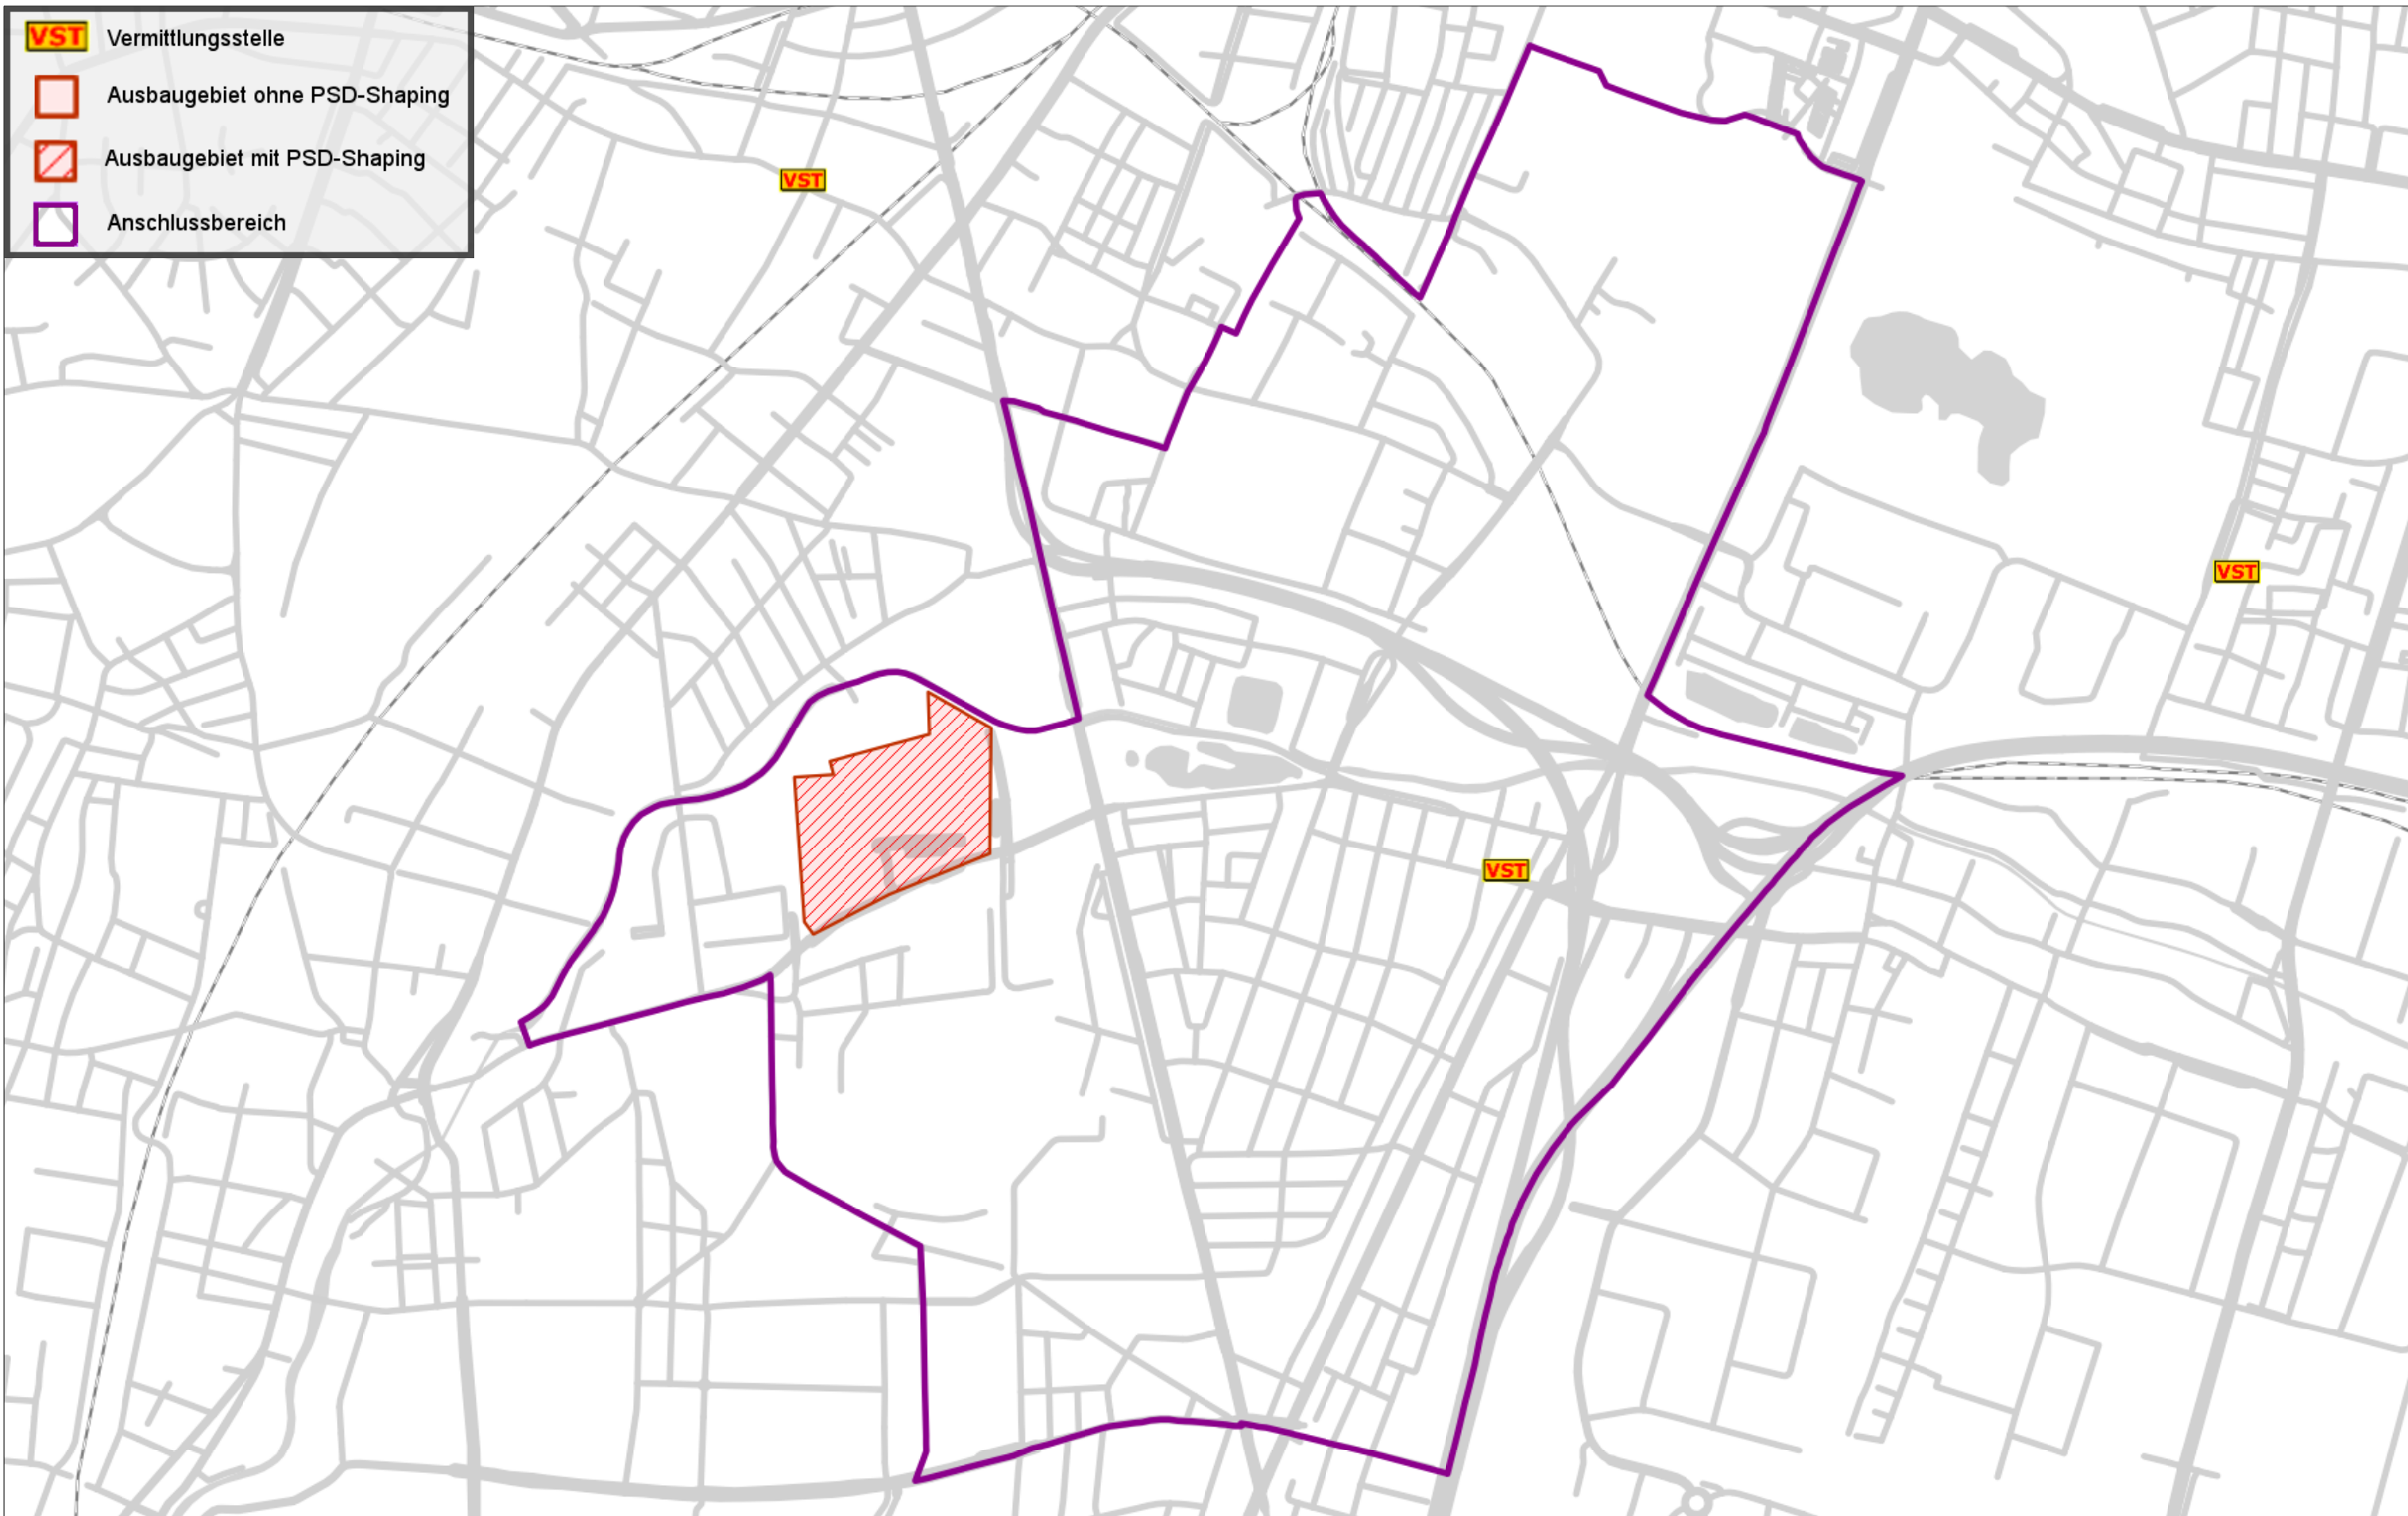 VST Vermittlungsstelle
Ausbaugebiet ohne PSD-Shaping
Ausbaugebiet mit PSD-Shaping
Anschlussbereich
VST
VST
VST